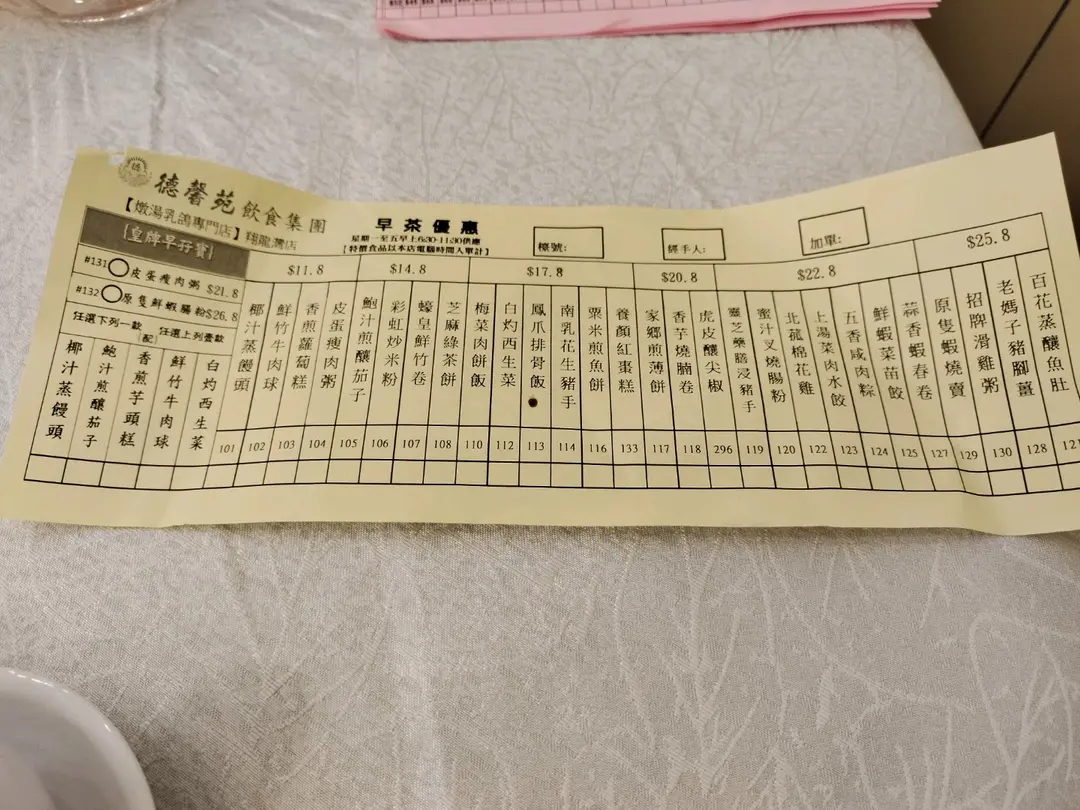 德馨苑飲食集團
【燉湯乳鴿專門店】翔龍灣店
早茶優惠
星期一至五早上6:30-11:30供應
【特價食品以本店電腦時間入單計】
檯號:
經手人:
加單:
【皇牌早孖寶】
#131 皮蛋瘦肉粥 $21.8
#132 原隻鮮蝦腸粉 $26.8
任選下列一款 任選上列壹款
(配)
椰汁蒸饅頭
鮑汁煎釀茄子
香煎芋頭糕
鮮竹牛肉球
白灼西生菜
$11.8
椰汁蒸饅頭 101
鮮竹牛肉球 102
香煎蘿蔔糕 103
皮蛋瘦肉粥 104
$14.8
鮑汁煎釀茄子 105
彩虹炒米粉 106
蠔皇鮮竹卷 107
芝麻綠茶餅 108
$17.8
梅菜肉餅飯 110
白灼西生菜 112
鳳爪排骨飯 113
南乳花生豬手 114
粟米煎魚餅 116
養顏紅棗糕 133
$20.8
家鄉煎薄餅 117
香芋燒腩卷 118
虎皮釀尖椒 296
$22.8
靈芝藥膳浸豬手 119
蜜汁叉燒腸粉 120
北菰棉花雞 122
上湯菜肉水餃 123
五香咸肉粽 124
鮮蝦菜苗餃 125
蒜香蝦春卷 127
$25.8
原隻蝦燒賣 129
招牌滑雞粥 130
老媽子豬腳薑 128
百花蒸釀魚肚 121